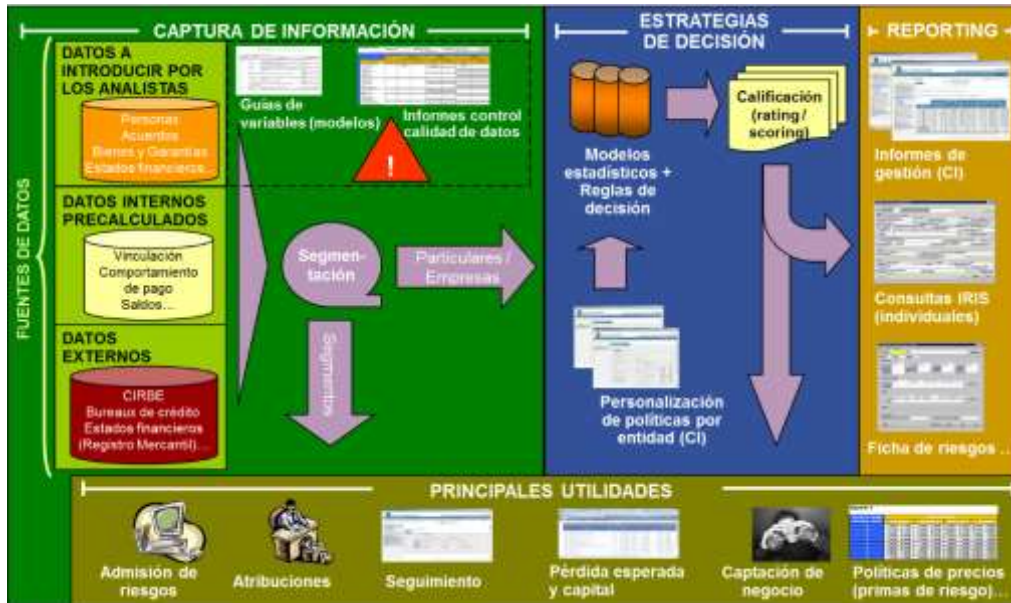 CAPTURA DE INFORMACIÓN
ESTRATEGIAS
DE DECISIÓN
REPORTING
FUENTES DE DATOS
DATOS A
INTRODUCIR POR
LOS ANALISTAS
Personas
Acuerdos
Bienes y Garantías
Estados financieros...
DATOS INTERNOS
PRECALCULADOS
Vinculación
Comportamiento
de pago
Saldos...
DATOS
EXTERNOS
CIRBE
Bureaux de crédito
Estados financieros
(Registro Mercantil)...
Guías de
variables (modelos)
Informes control
calidad de datos
!
Segmen-
tación
Particulares /
Empresas
Segmentos
Modelos
estadísticos +
Reglas de
decisión
Calificación
(rating /
scoring)
Personalización
de políticas por
entidad (CI)
Informes de
gestión (CI)
Consultas IRIS
(individuales)
Ficha de riesgos ...
PRINCIPALES UTILIDADES
Admisión de
riesgos
Atribuciones
Seguimiento
Pérdida esperada
y capital
Captación de
negocio
Políticas de precios
(primas de riesgo)...